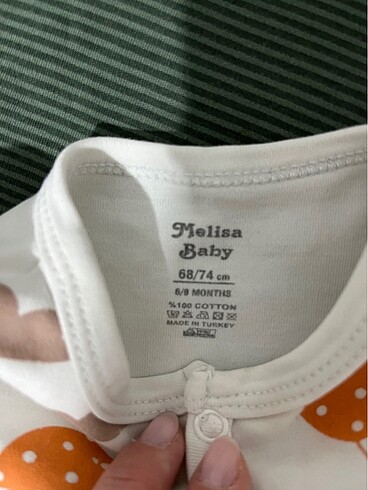 Melisa
Baby
68/74 cm
6/9 MONTHS
%100 COTTON
MADE IN TURKEY